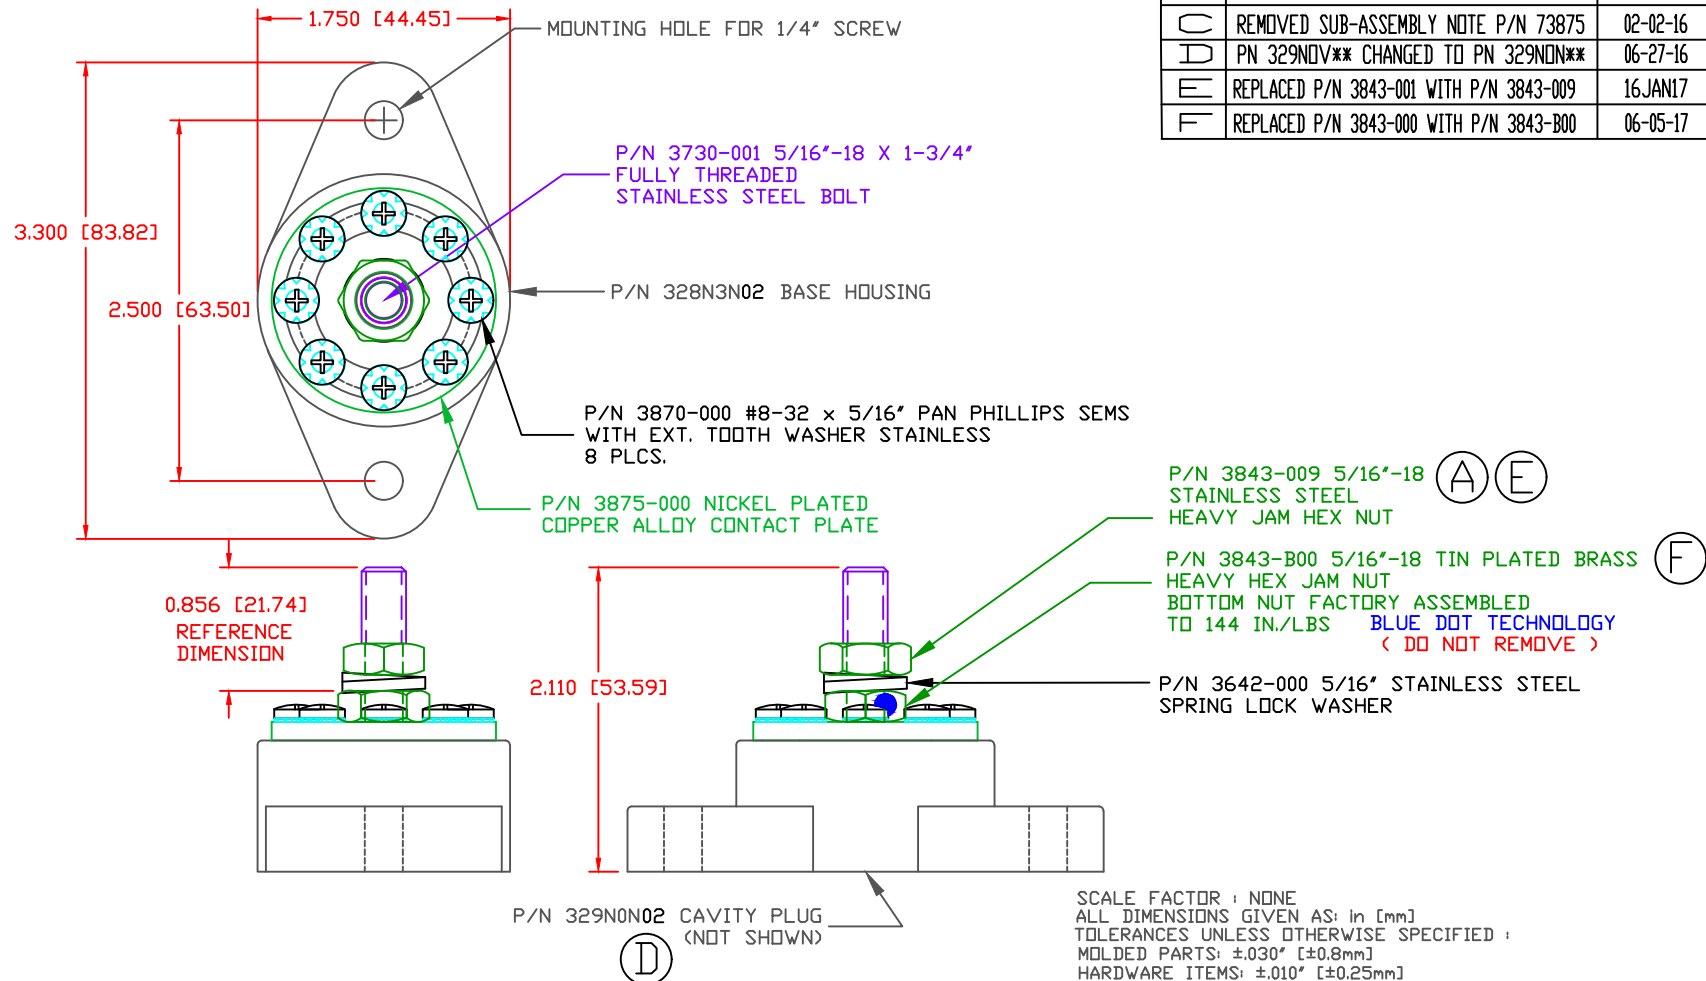 C REMOVED SUB-ASSEMBLY NOTE P/N 73875 02-02-16
D PN 329NOV** CHANGED TO PN 329NON** 06-27-16
E REPLACED P/N 3843-001 WITH P/N 3843-009 16JAN17
F REPLACED P/N 3843-000 WITH P/N 3843-B00 06-05-17
1.750 [44.45]
MOUNTING HOLE FOR 1/4" SCREW
P/N 3730-001 5/16"-18 X 1-3/4"
FULLY THREADED
STAINLESS STEEL BOLT
3.300 [83.82]
2.500 [63.50]
P/N 328N3N02 BASE HOUSING
P/N 3870-000 #8-32 x 5/16" PAN PHILLIPS SEMS
WITH EXT. TOOTH WASHER STAINLESS
8 PLCS.
P/N 3875-000 NICKEL PLATED
COPPER ALLOY CONTACT PLATE
P/N 3843-009 5/16"-18 A E
STAINLESS STEEL
HEAVY JAM HEX NUT
P/N 3843-B00 5/16"-18 TIN PLATED BRASS F
HEAVY HEX JAM NUT
BOTTOM NUT FACTORY ASSEMBLED
TO 144 IN./LBS BLUE DOT TECHNOLOGY
( DO NOT REMOVE )
0.856 [21.74]
REFERENCE
DIMENSION
2.110 [53.59]
P/N 3642-000 5/16" STAINLESS STEEL
SPRING LOCK WASHER
P/N 329N0N02 CAVITY PLUG
(NOT SHOWN)
D
SCALE FACTOR : NONE
ALL DIMENSIONS GIVEN AS: in [mm]
TOLERANCES UNLESS OTHERWISE SPECIFIED :
MOLDED PARTS: ±.030" [±0.8mm]
HARDWARE ITEMS: ±.010" [±0.25mm]